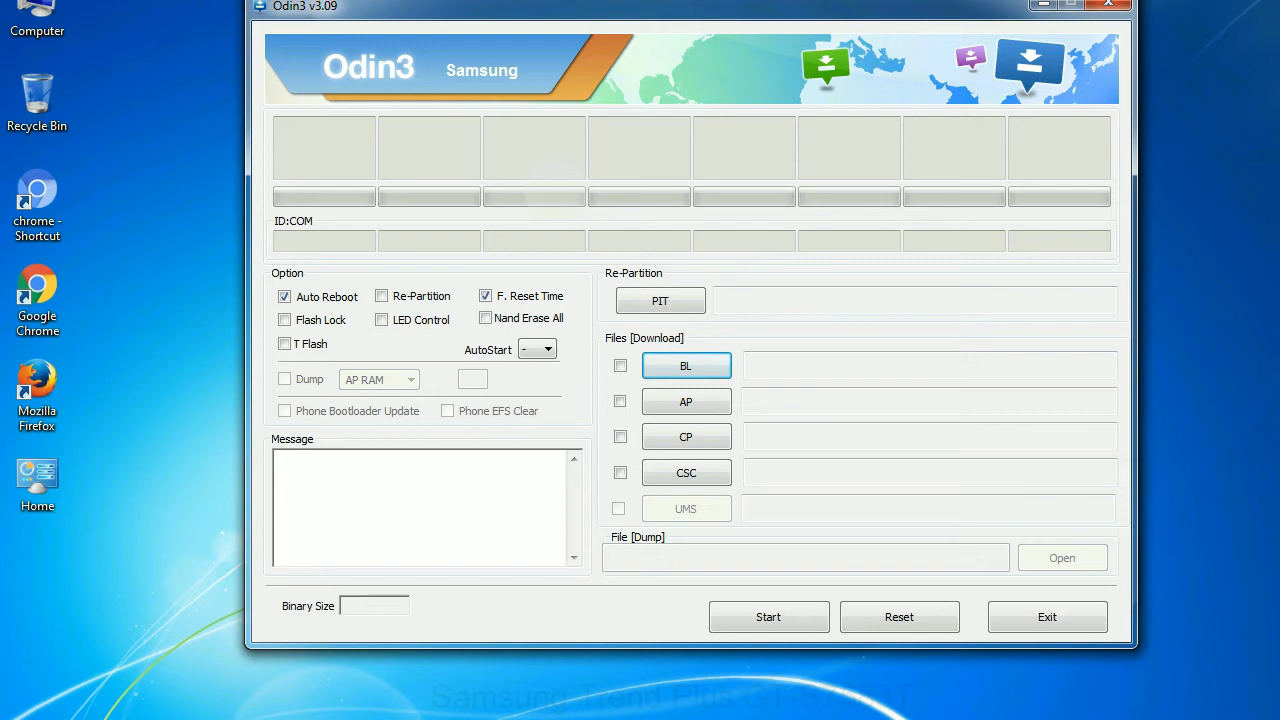 Computer
Recycle Bin
chrome -
Shortcut
Google
Chrome
Mozilla
Firefox
Home
Odin3 v3.09
Odin3 Samsung
ID:COM
Option
Auto Reboot
Re-Partition
F. Reset Time
Flash Lock
LED Control
Nand Erase All
T Flash
AutoStart -
Dump
AP RAM
Phone Bootloader Update
Phone EFS Clear
Message
Re-Partition
PIT
Files [Download]
BL
AP
CP
CSC
UMS
File [Dump]
Open
Binary Size
Start
Reset
Exit
Samsung Trend Plus